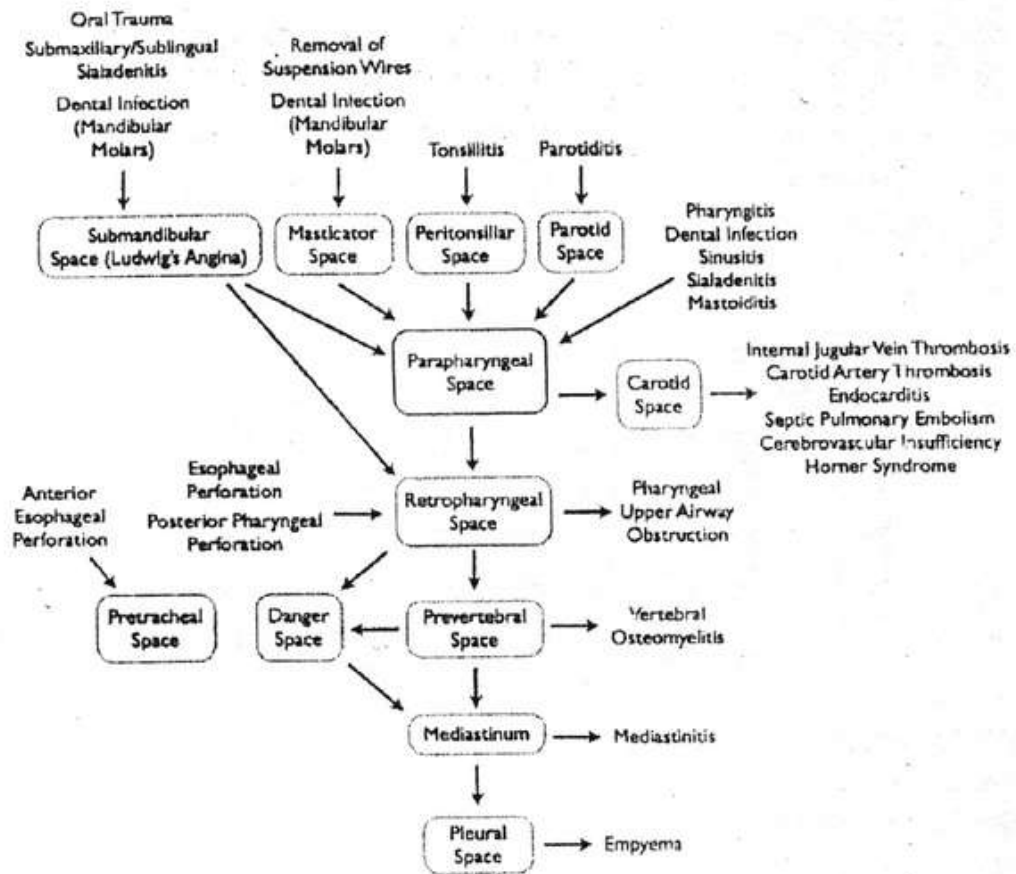 Oral Trauma
Submaxiliary/Sublingual
Sialadenitis
Dental Infection
(Mandibular
Molars)
Removal of
Suspension Wires
Dental Infection
(Mandibular
Molars)
Tonsillitis
Parotiditis
Submandibular
Space (Ludwig's Angina)
Masticator
Space
Peritonsillar
Space
Parotid
Space
Pharyngitis
Dental Infection
Sinusitis
Sialadenitis
Mastoiditis
Parapharyngeal
Space
Carotid
Space
Internal Jugular Vein Thrombosis
Carotid Artery Thrombosis
Endocarditis
Septic Pulmonary Embolism
Cerebrovascular Insufficiency
Horner Syndrome
Anterior
Esophageal
Perforation
Esophageal
Perforation
Posterior Pharyngeal
Perforation
Retropharyngeal
Space
Pharyngeal
Upper Airway
Obstruction
Pretracheal
Space
Danger
Space
Prevertebral
Space
Vertebral
Osteomyelitis
Mediastinum
Mediastinitis
Pleural
Space
Empyema